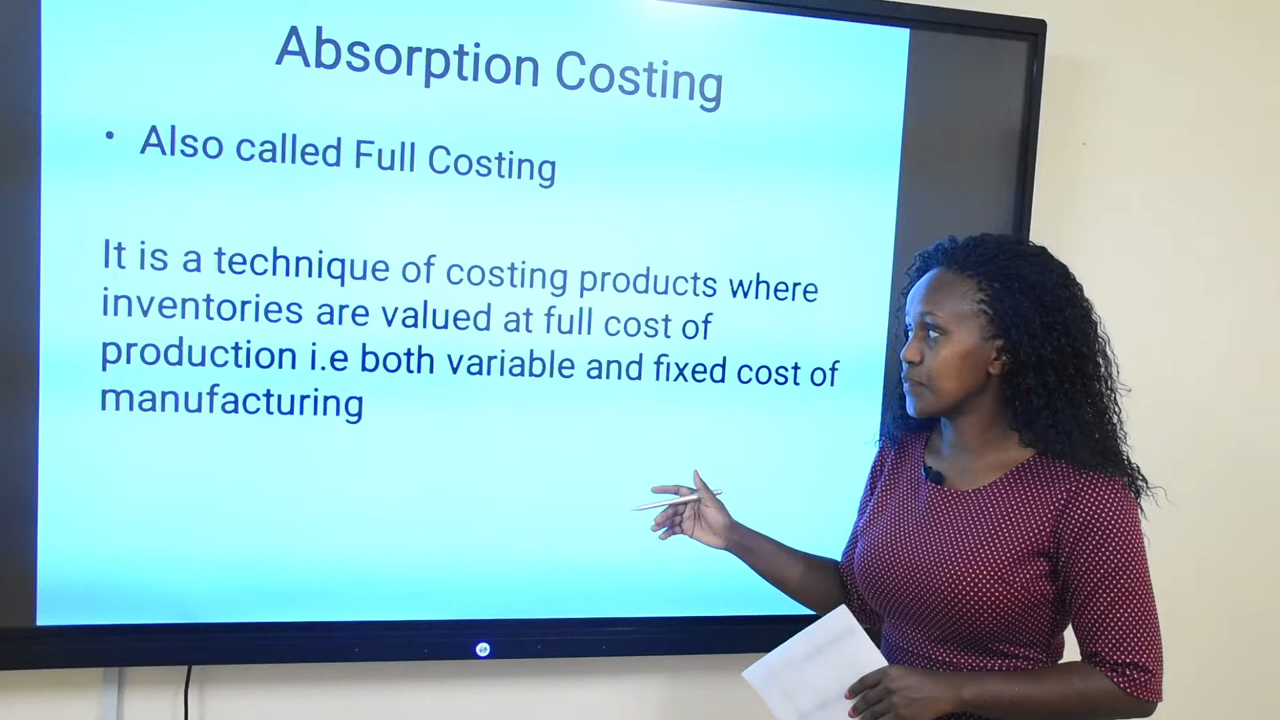 Absorption Costing
• Also called Full Costing
It is a technique of costing products where
inventories are valued at full cost of
production i.e both variable and fixed cost of
manufacturing